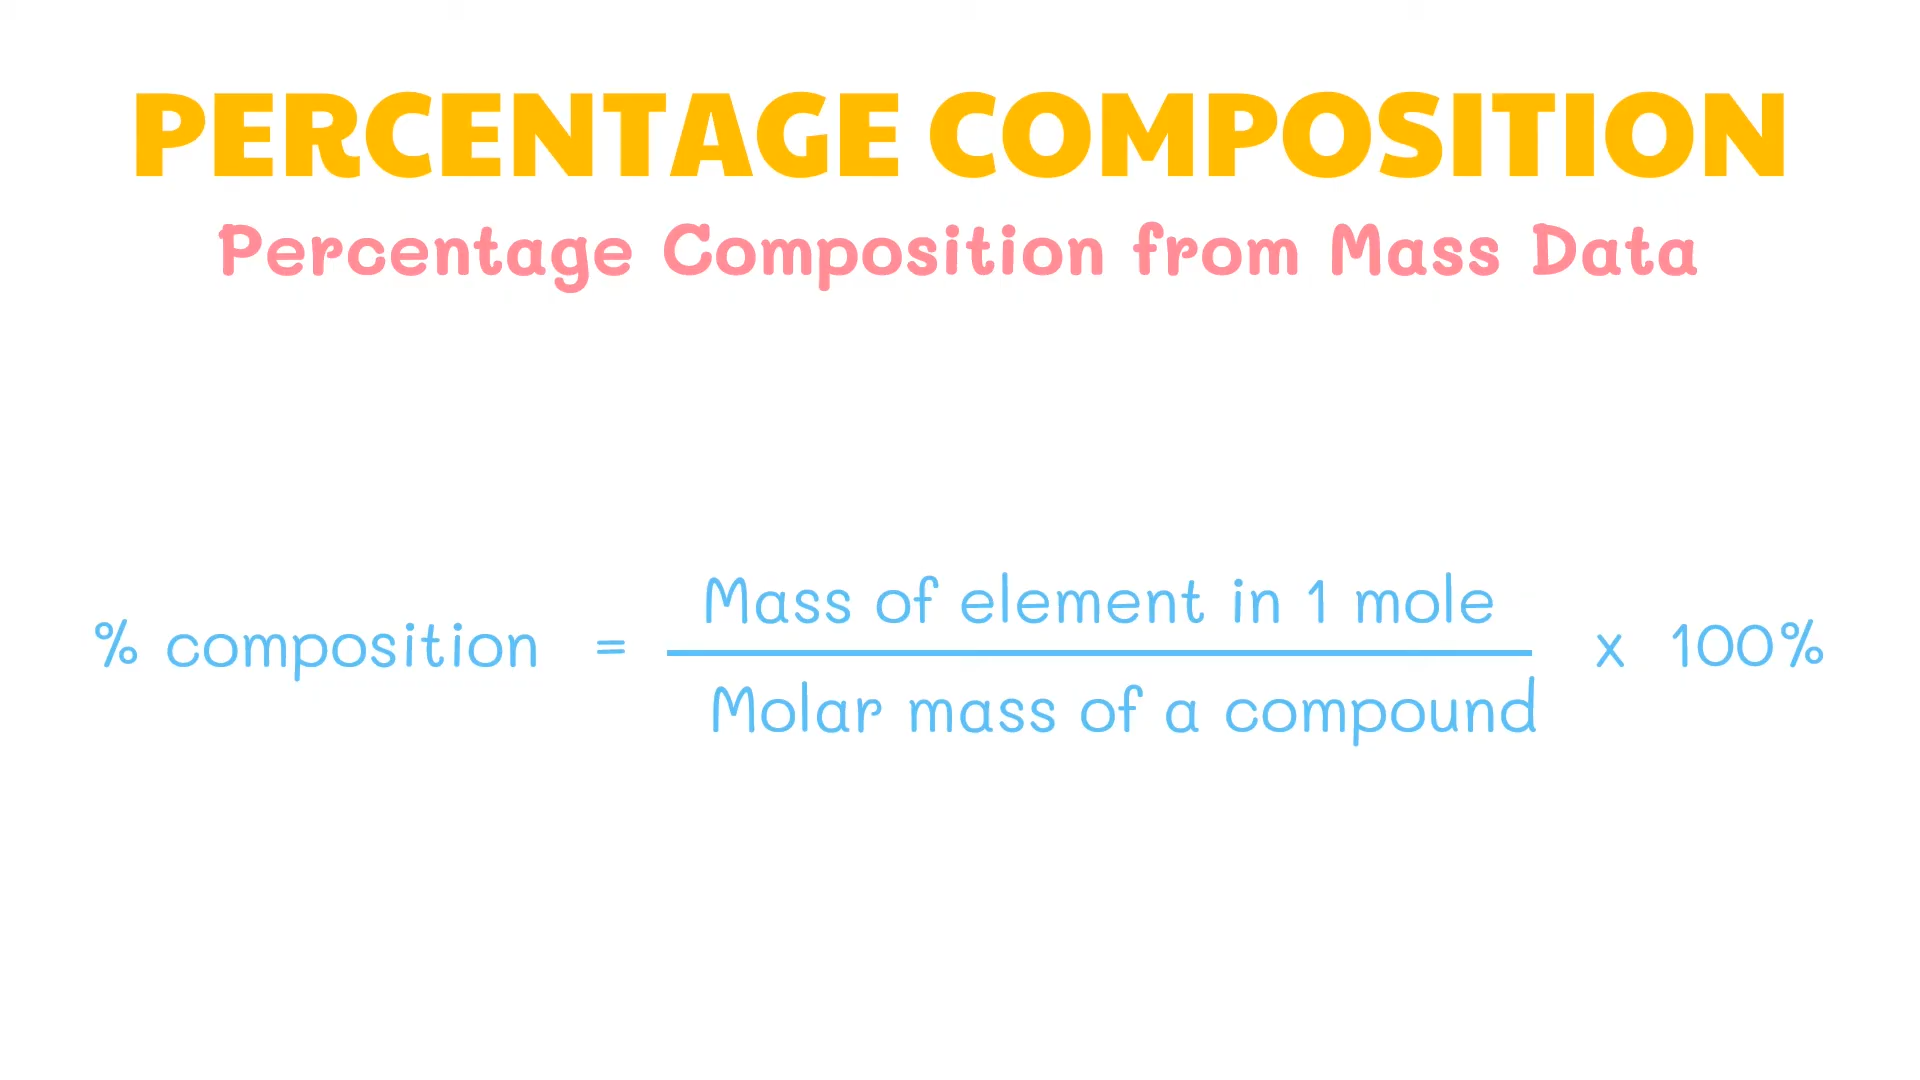 PERCENTAGE COMPOSITION
Percentage Composition from Mass Data
% composition = Mass of element in 1 mole x 100%
Molar mass of a compound